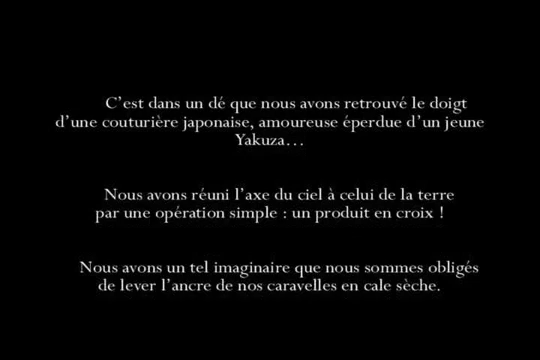 C’est dans un dé que nous avons retrouvé le doigt
d’une couturière japonaise, amoureuse éperdue d’un jeune
Yakuza…
Nous avons réuni l’axe du ciel à celui de la terre
par une opération simple : un produit en croix !
Nous avons un tel imaginaire que nous sommes obligés
de lever l’ancre de nos caravelles en cale sèche.